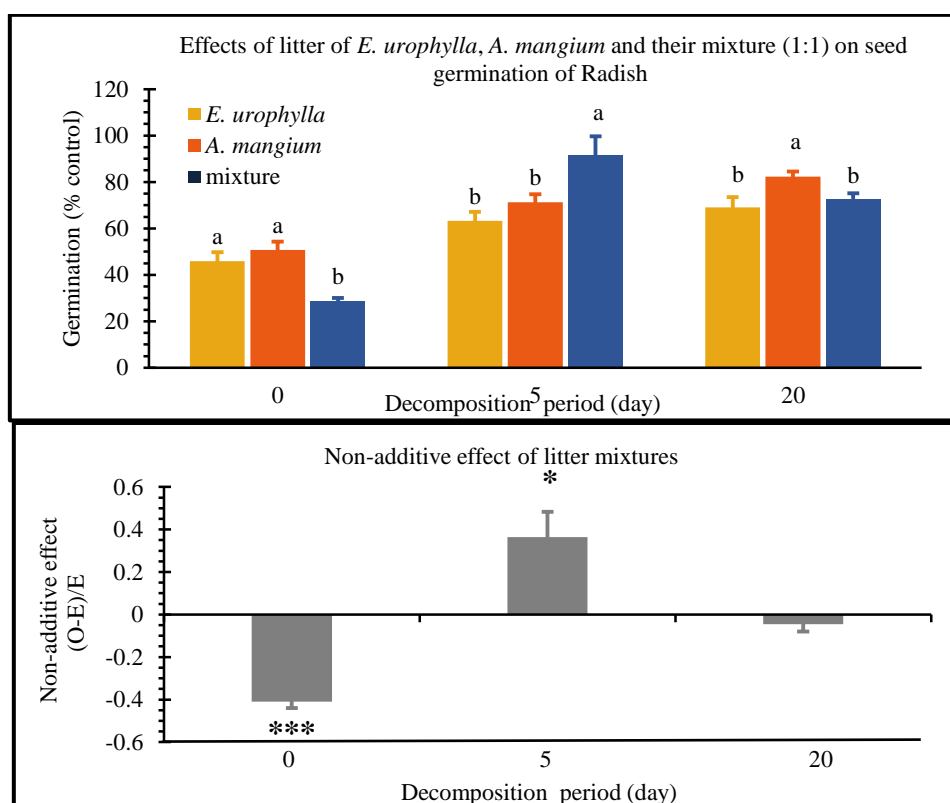 Effects of litter of E. urophylla, A. mangium and their mixture (1:1) on seed
germination of Radish
120
100
80
60
40
20
0
Germination (% control)
E. urophylla
A. mangium
mixture
a
a
b
b
b
a
b
a
b
0
5
20
Decomposition period (day)
Non-additive effect of litter mixtures
0.6
0.4
0.2
0
-0.2
-0.4
-0.6
Non-additive effect
(O-E)/E
*
***
0
5
20
Decomposition period (day)